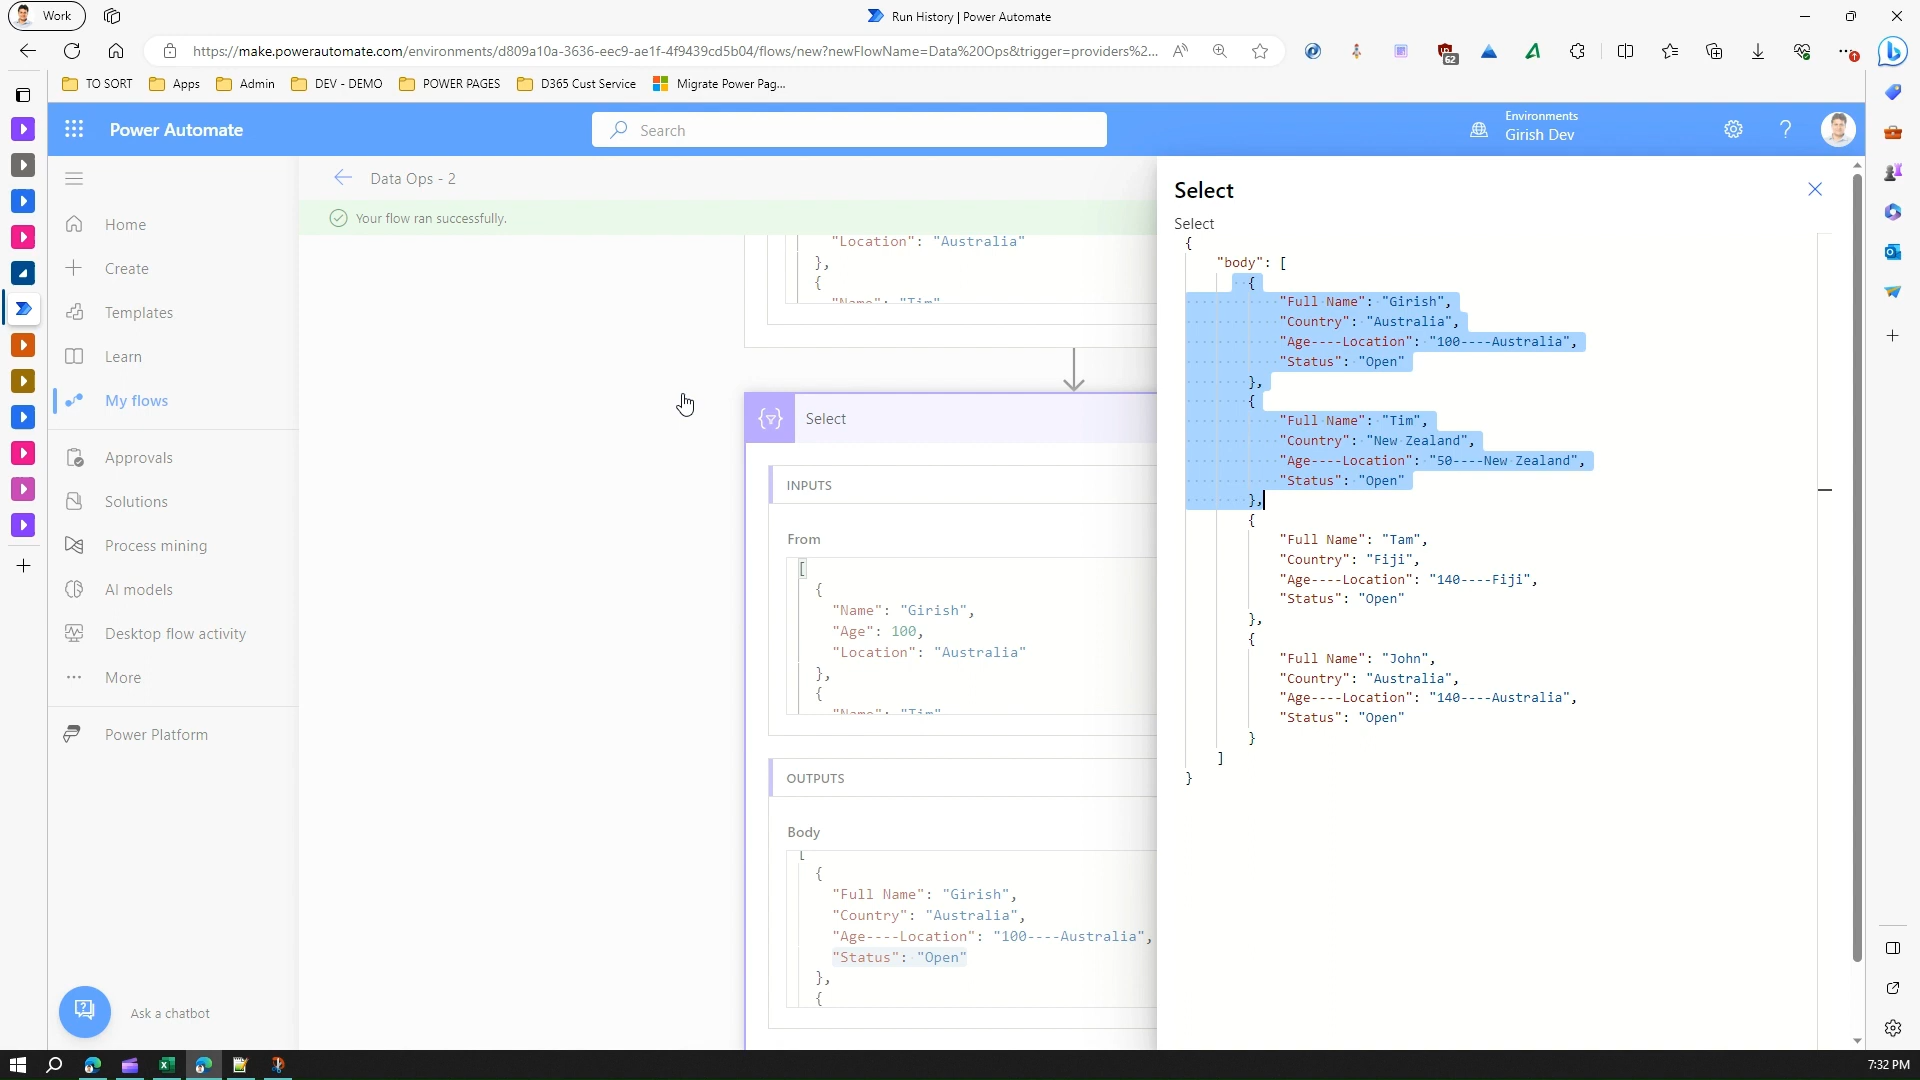 Work
Run History | Power Automate
https://make.powerautomate.com/environments/d809a10a-3636-eec9-ae1f-4f9439cd5b04/flows/new?newFlowName=Data%20Ops&trigger=providers%2...
62
TO SORT
Apps
Admin
DEV - DEMO
POWER PAGES
D365 Cust Service
Migrate Power Pag...
Power Automate
Search
Environments
Girish Dev
Home
Create
Templates
Learn
My flows
Approvals
Solutions
Process mining
AI models
Desktop flow activity
More
Power Platform
Ask a chatbot
Data Ops - 2
Your flow ran successfully.
"Location": "Australia"
},
{
"Name": "Tim"
Select
INPUTS
From
[
{
"Name": "Girish",
"Age": 100,
"Location": "Australia"
},
{
"Name": "Tim"
OUTPUTS
Body
[
{
"Full Name": "Girish",
"Country": "Australia",
"Age----Location": "100----Australia",
"Status": "Open"
},
{
Select
Select
{
"body": [
{
"Full Name": "Girish",
"Country": "Australia",
"Age----Location": "100----Australia",
"Status": "Open"
},
{
"Full Name": "Tim",
"Country": "New Zealand",
"Age----Location": "50----New Zealand",
"Status": "Open"
},
{
"Full Name": "Tam",
"Country": "Fiji",
"Age----Location": "140----Fiji",
"Status": "Open"
},
{
"Full Name": "John",
"Country": "Australia",
"Age----Location": "140----Australia",
"Status": "Open"
}
]
}
7:32 PM